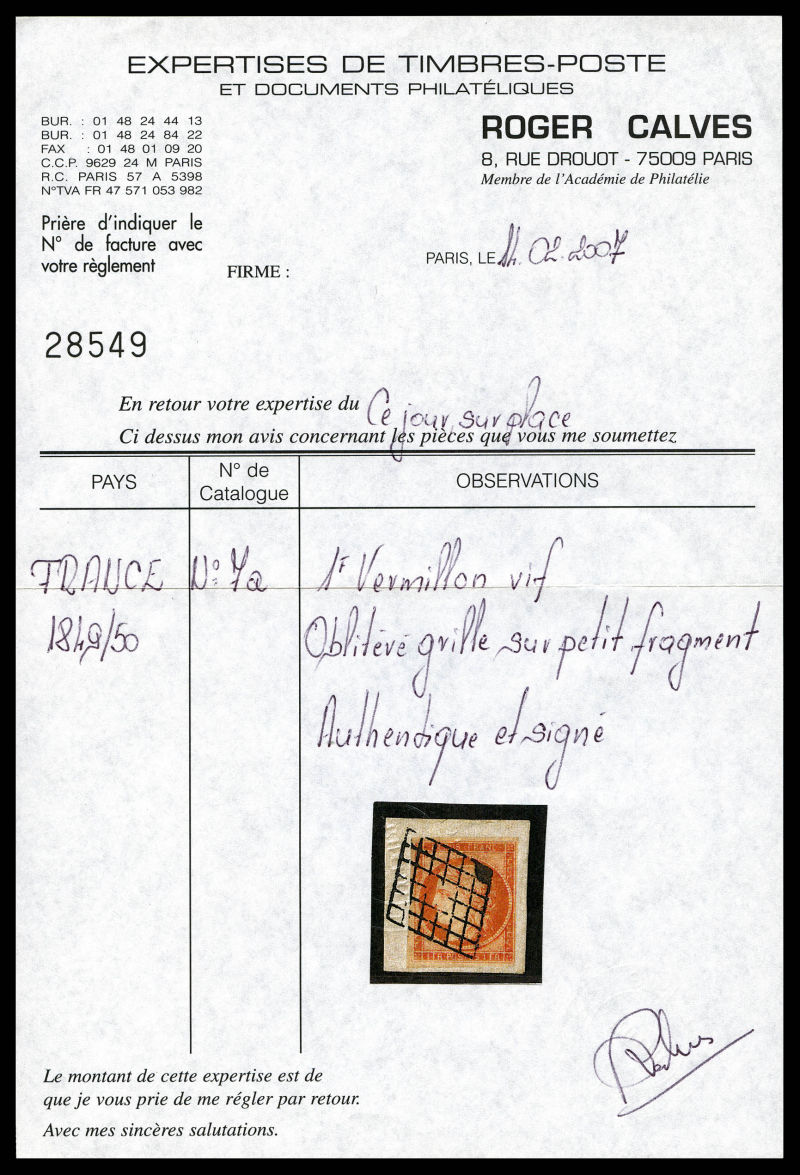 EXPERTISES DE TIMBRES-POSTE
ET DOCUMENTS PHILATÉLIQUES
BUR. : 01 48 24 44 13
BUR. : 01 48 24 84 22
FAX : 01 48 01 09 20
C.C.P. 9629 24 M PARIS
R.C. PARIS 57 A 5398
N°TVA FR 47 571 053 982
ROGER CALVES
8, RUE DROUOT - 75009 PARIS
Membre de l'Académie de Philatélie
Prière d'indiquer le
N° de facture avec
votre règlement
FIRME :
PARIS, LE 14.02.2007
28549
En retour votre expertise du Ce jour, sur place
Ci dessus mon avis concernant les pièces que vous me soumettez
PAYS
N° de
Catalogue
OBSERVATIONS
FRANCE N° 7a 1F Vermillon vif
1849/50 Oblitéré grille sur petit fragment
Authentique et signé
FRANC
Le montant de cette expertise est de
que je vous prie de me régler par retour.
Avec mes sincères salutations.